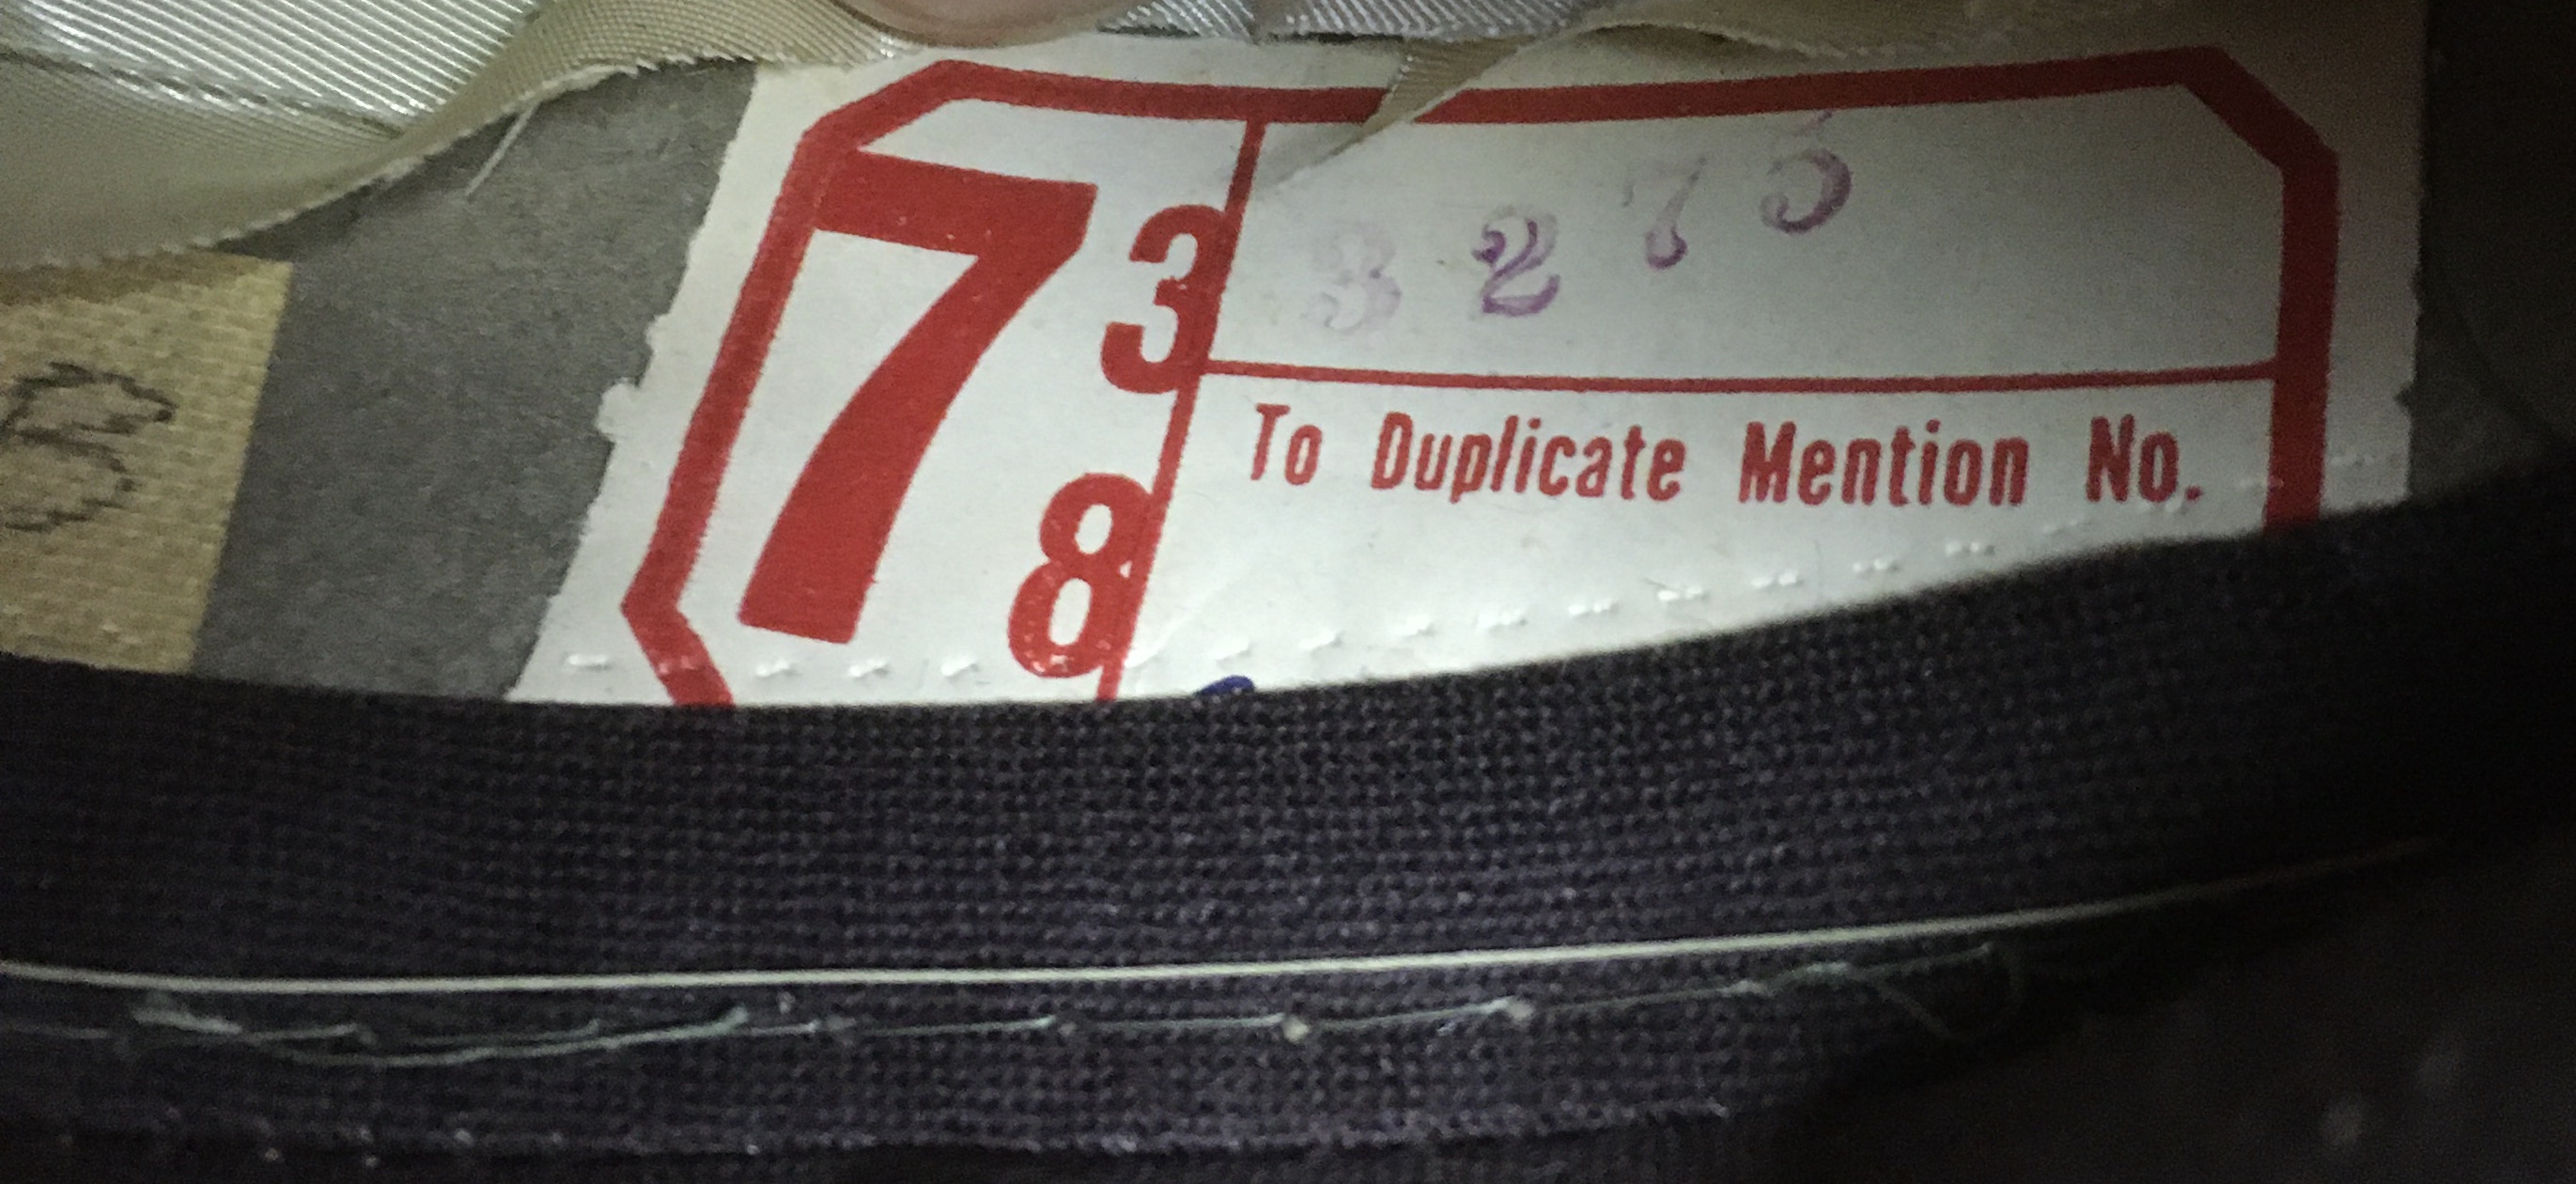 7 3/8
3275
To Duplicate Mention No.